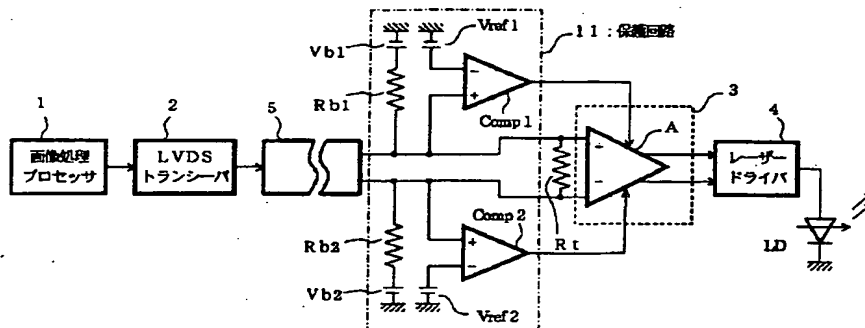 Vb1
Vref1
11：保護回路
Rb1
Comp1
3
1
2
5
A
4
画像処理
プロセッサ
LVDS
トランシーバ
レーザー
ドライバ
Rb2
Comp2
Rt
LD
Vb2
Vref2